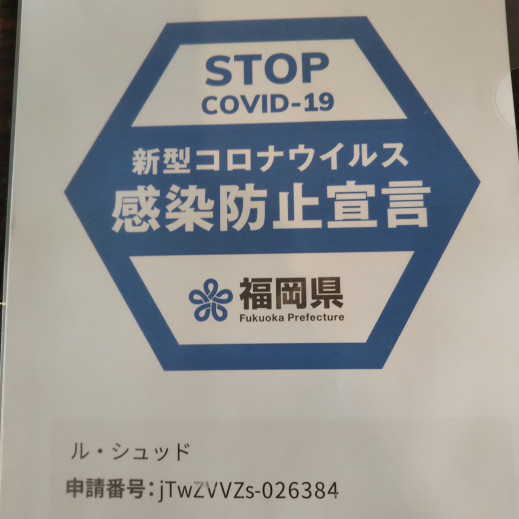 STOP
COVID-19
新型コロナウイルス
感染防止宣言
福岡県
Fukuoka Prefecture
ル・シュッド
申請番号：jTwZVVZs-026384